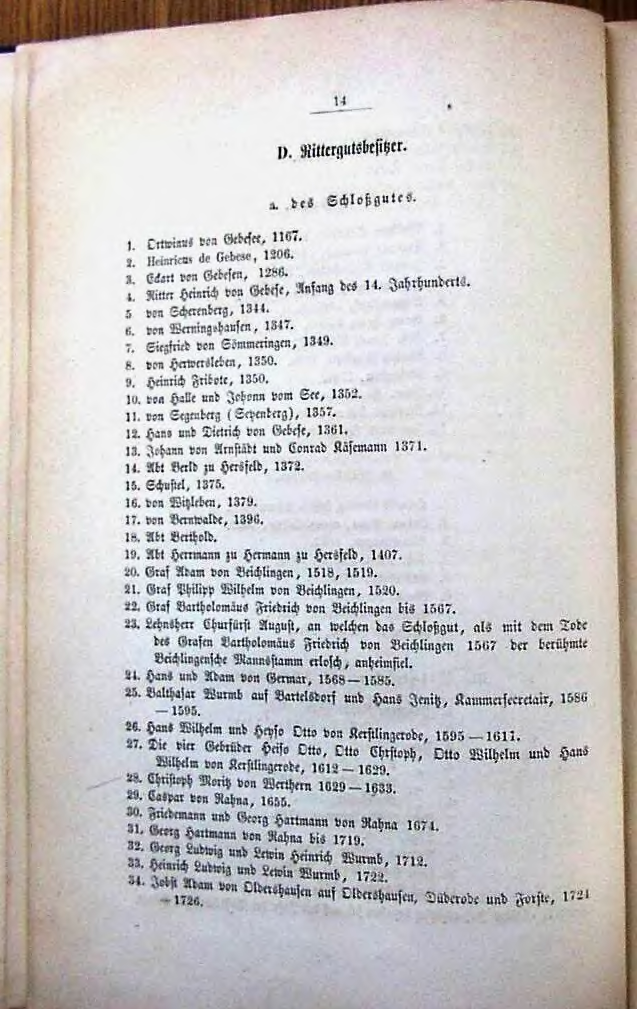 14
D. Rittergutsbesitzer.
a. des Schloßgutes.
1. Ortwinus von Gebesee, 1167.
2. Heinricus de Gebese, 1206.
3. Eckart von Gebesen, 1286.
4. Ritter Heinrich von Gebese, Anfang des 14. Jahrhunderts.
5 von Scherenberg, 1344.
6. von Werningshausen, 1347.
7. Siegfried von Sömmeringen, 1349.
8. von Herwersleben, 1350.
9. Heinrich Fribote, 1350.
10. von Halle und Johann vom See, 1352.
11. von Segenberg (Seyenberg), 1357.
12. Hans und Dietrich von Gebese, 1361.
13. Johann von Arnstädt und Conrad Käsemann 1371.
14. Abt Berld zu Hersfeld, 1372.
15. Schustel, 1375.
16. von Witzleben, 1379.
17. von Bernwalde, 1396.
18. Abt Berthold.
19. Abt Herrmann zu Hermann zu Hersfeld, 1407.
20. Graf Adam von Beichlingen, 1518, 1519.
21. Graf Philipp Wilhelm von Beichlingen, 1520.
22. Graf Bartholomäus Friedrich von Beichlingen bis 1567.
23. Lehnsherr Churfürst August, an welchen das Schloßgut, als mit dem Tode
des Grafen Bartholomäus Friedrich von Beichlingen 1567 der berühmte
Beichlingensche Mannsstamm erlosch, anheimfiel.
24. Hans und Adam von Germar, 1568 — 1585.
25. Balthasar Wurmb auf Bartelsdorf und Hans Jenitz, Kammersecretair, 1586
— 1595.
26. Hans Wilhelm und Heyso Otto von Kerstlingerobe, 1595 — 1611.
27. Die vier Gebrüder Heiso Otto, Otto Christoph, Otto Wilhelm und Hans
Wilhelm von Kerstlingerobe, 1612 — 1629.
28. Christoph Moritz von Werthern 1629 — 1633.
29. Caspar von Rahna, 1655.
30. Friedemann und Georg Hartmann von Rahna 1674.
31. Georg Hartmann von Rahna bis 1719.
32. Georg Ludwig und Lewin Heinrich Wurmb, 1712.
33. Heinrich Ludwig und Lewin Wurmb, 1722.
34. Jobst Adam von Oldershausen auf Oldershausen, Düderode und Forste, 1724
— 1726.